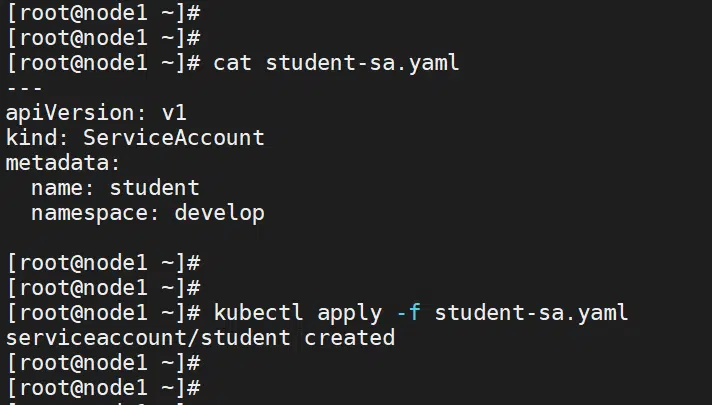 [root@node1 ~]#
[root@node1 ~]#
[root@node1 ~]# cat student-sa.yaml
---
apiVersion: v1
kind: ServiceAccount
metadata:
  name: student
  namespace: develop

[root@node1 ~]#
[root@node1 ~]#
[root@node1 ~]# kubectl apply -f student-sa.yaml
serviceaccount/student created
[root@node1 ~]#
[root@node1 ~]#